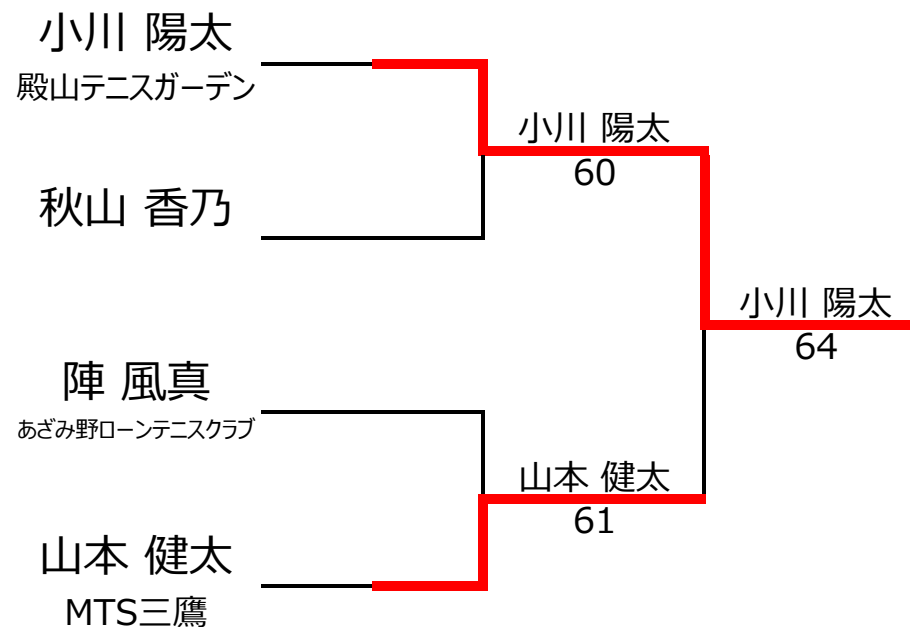 小川 陽太
殿山テニスガーデン
小川 陽太
60
秋山 香乃
小川 陽太
64
陣 風真
あざみ野ローンテニスクラブ
山本 健太
61
山本 健太
MTS三鷹